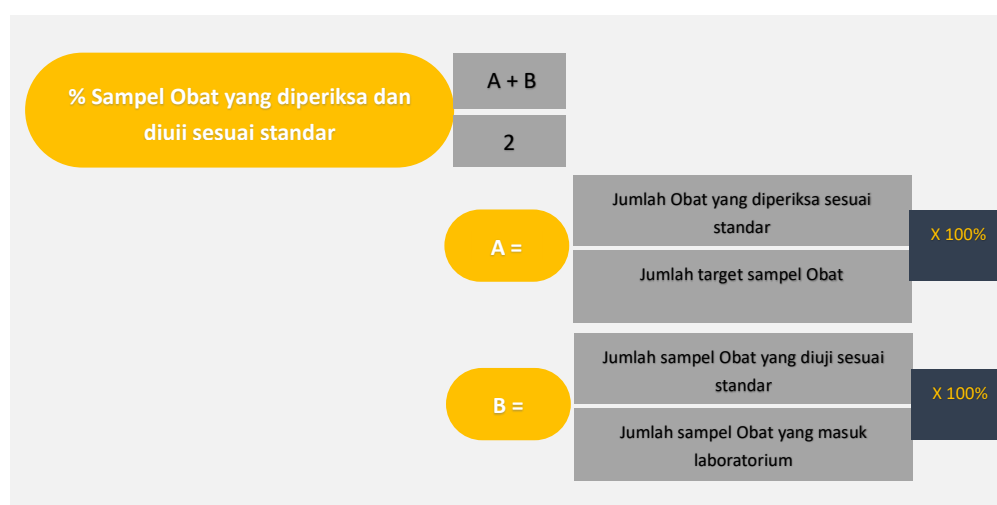 % Sampel Obat yang diperiksa dan
diuii sesuai standar
A + B
2
A =
Jumlah Obat yang diperiksa sesuai
standar
Jumlah target sampel Obat
X 100%
B =
Jumlah sampel Obat yang diuji sesuai
standar
Jumlah sampel Obat yang masuk
laboratorium
X 100%